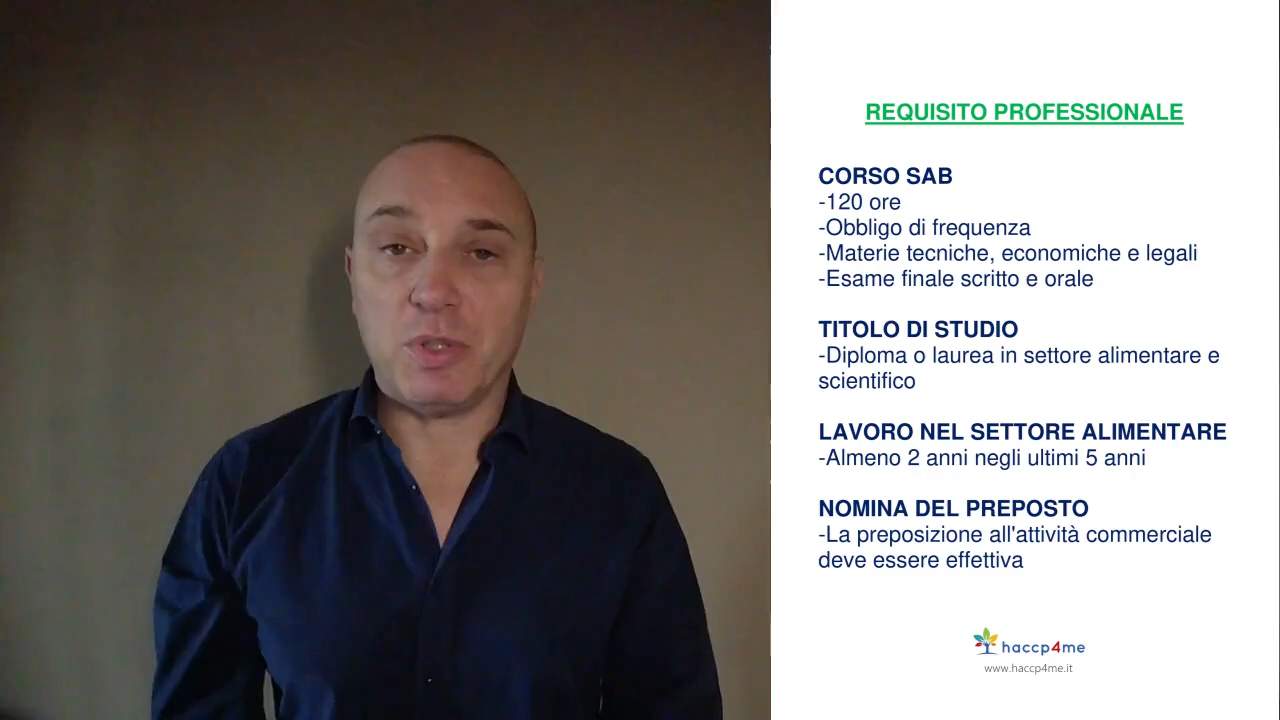 REQUISITO PROFESSIONALE
CORSO SAB
-120 ore
-Obbligo di frequenza
-Materie tecniche, economiche e legali
-Esame finale scritto e orale
TITOLO DI STUDIO
-Diploma o laurea in settore alimentare e
scientifico
LAVORO NEL SETTORE ALIMENTARE
-Almeno 2 anni negli ultimi 5 anni
NOMINA DEL PREPOSTO
-La preposizione all'attività commerciale
deve essere effettiva
haccp4me
www.haccp4me.it